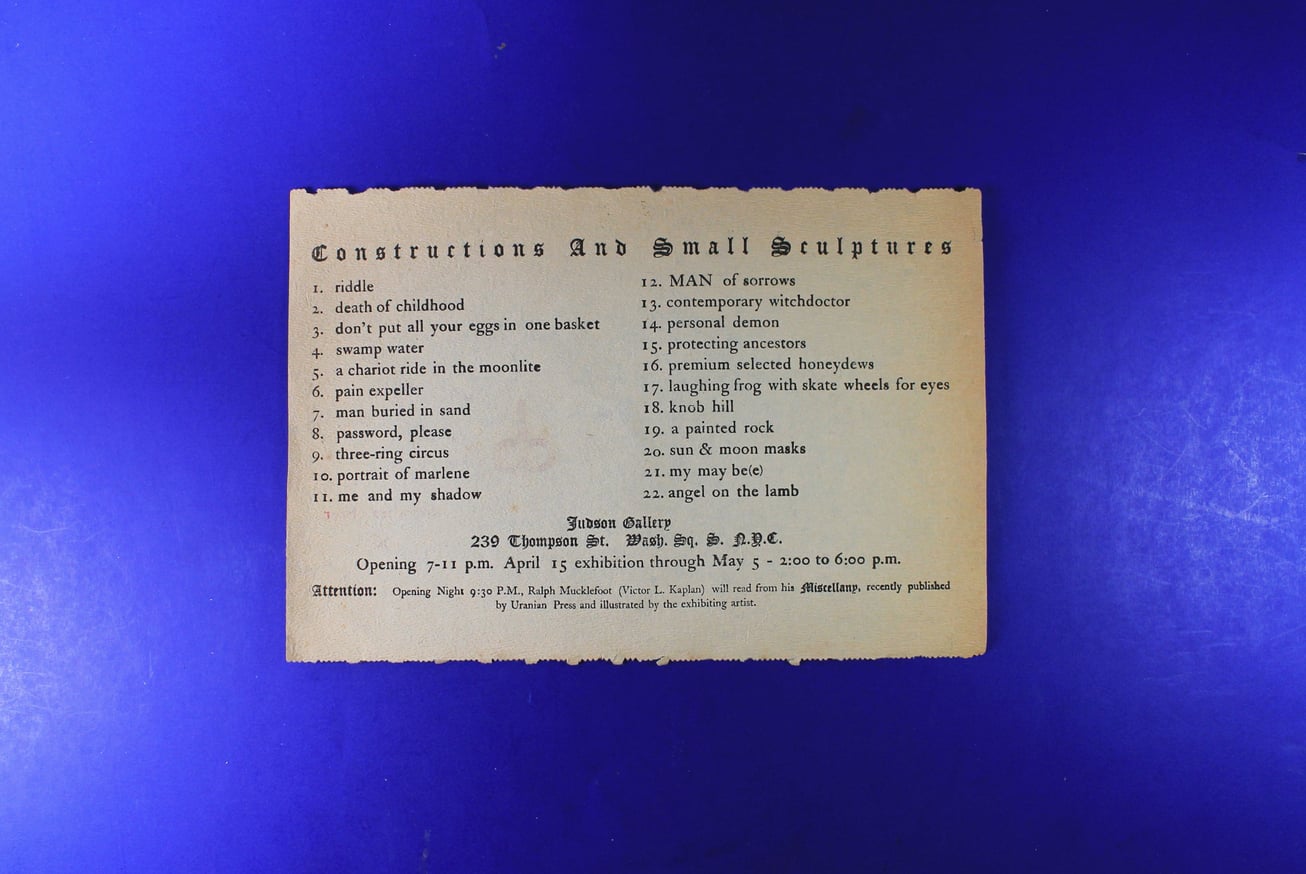 Constructions And Small Sculptures
1. riddle
2. death of childhood
3. don't put all your eggs in one basket
4. swamp water
5. a chariot ride in the moonlite
6. pain expeller
7. man buried in sand
8. password, please
9. three-ring circus
10. portrait of marlene
11. me and my shadow
12. MAN of sorrows
13. contemporary witchdoctor
14. personal demon
15. protecting ancestors
16. premium selected honeydews
17. laughing frog with skate wheels for eyes
18. knob hill
19. a painted rock
20. sun & moon masks
21. my may be(e)
22. angel on the lamb
Judson Gallery
239 Thompson St. Wash. Sq. S. N.Y.C.
Opening 7-11 p.m. April 15 exhibition through May 5 - 2:00 to 6:00 p.m.
Attention: Opening Night 9:30 P.M., Ralph Mucklefoot (Victor L. Kaplan) will read from his Miscellany, recently published
by Uranian Press and illustrated by the exhibiting artist.